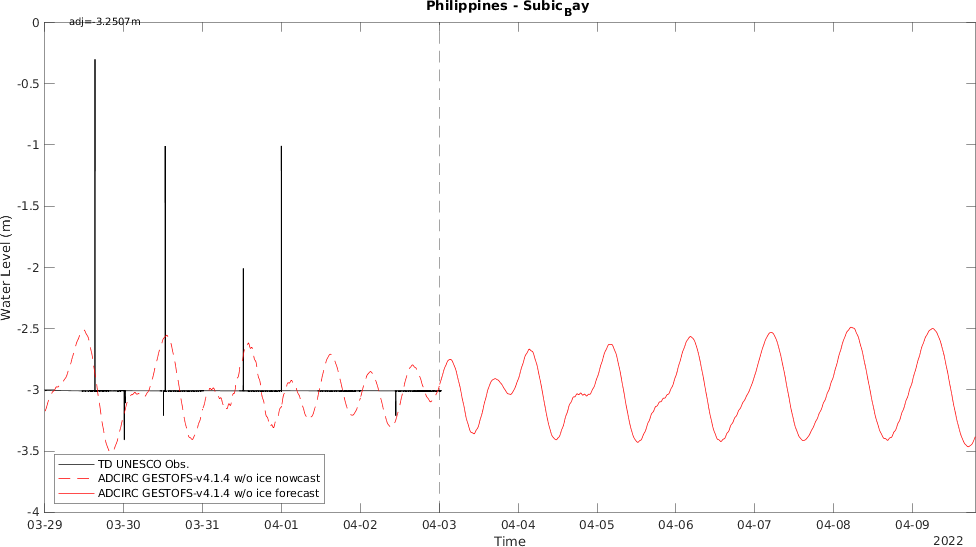 Philippines - Subic_Bay
adj=-3.2507m
0
-0.5
-1
-1.5
-2
-2.5
-3
-3.5
-4
Water Level (m)
TD UNESCO Obs.
ADCIRC GESTOFS-v4.1.4 w/o ice nowcast
ADCIRC GESTOFS-v4.1.4 w/o ice forecast
03-29 03-30 03-31 04-01 04-02 04-03 04-04 04-05 04-06 04-07 04-08 04-09
Time
2022